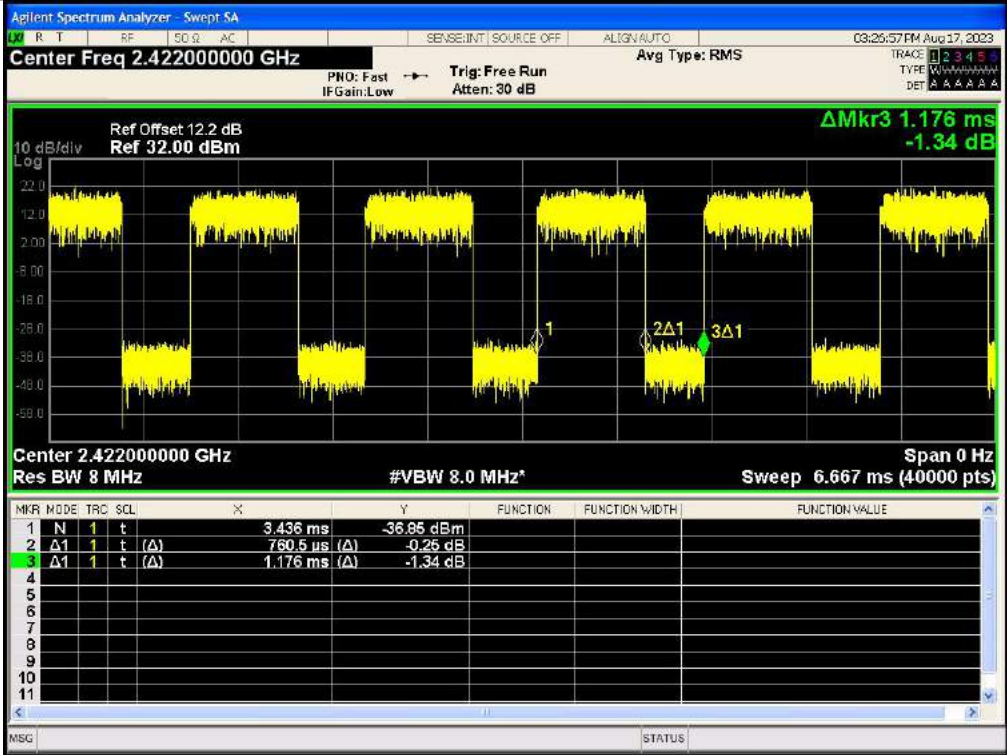 Agilent Spectrum Analyzer - Swept SA
LXI R T RF 50 Ω AC SENSE:INT SOURCE OFF ALIGN AUTO 03:26:57 PM Aug 17, 2023
Center Freq 2.422000000 GHz
PNO: Fast
IFGain:Low
Trig: Free Run
Atten: 30 dB
Avg Type: RMS
TRACE 1 2 3 4 5 6
TYPE WWWWWW
DET A A A A A A
ΔMkr3 1.176 ms
-1.34 dB
Ref Offset 12.2 dB
10 dB/div Ref 32.00 dBm
Log
22.0
12.0
2.00
-8.00
-18.0
-28.0
-38.0
-48.0
-58.0
1
2Δ1
3Δ1
Center 2.422000000 GHz Span 0 Hz
Res BW 8 MHz #VBW 8.0 MHz* Sweep 6.667 ms (40000 pts)
MKR MODE TRC SCL X Y FUNCTION FUNCTION WIDTH FUNCTION VALUE
1 N 1 t 3.436 ms -36.85 dBm
2 Δ1 1 t (Δ) 760.5 µs (Δ) -0.25 dB
3 Δ1 1 t (Δ) 1.176 ms (Δ) -1.34 dB
4
5
6
7
8
9
10
11
MSG STATUS